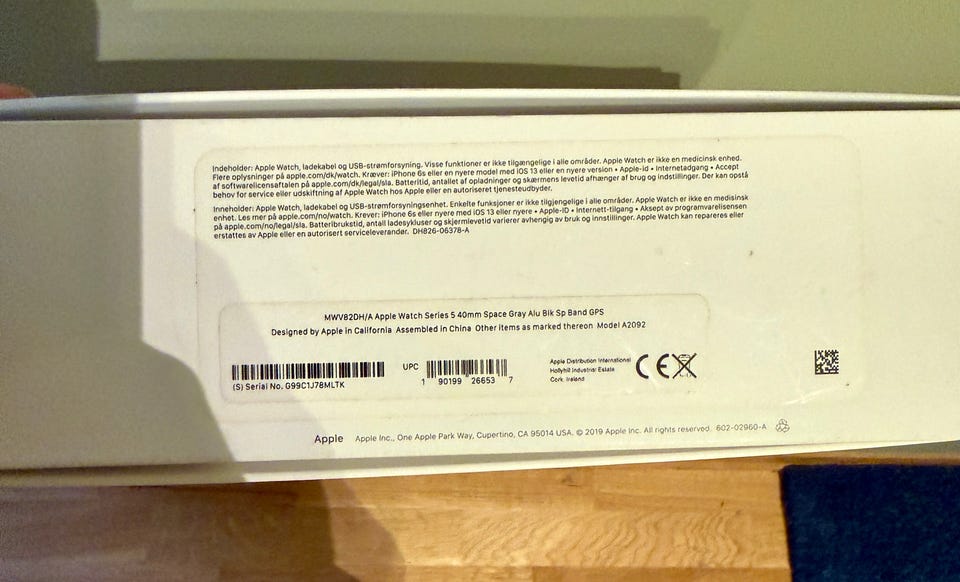 Indeholder: Apple Watch, ladekabel og USB-strømforsyning. Visse funktioner er ikke tilgængelige i alle områder. Apple Watch er ikke en medicinsk enhed.
Flere oplysninger på apple.com/dk/watch. Kræver: iPhone 6s eller en nyere model med iOS 13 eller en nyere version • Apple-id • Internetadgang • Accept
af softwarelicensaftalen på apple.com/dk/legal/sla. Batteritid, antallet af opladninger og skærmens levetid afhænger af brug og indstillinger. Der kan opstå
behov for service eller udskiftning af Apple Watch hos Apple eller en autoriseret tjenesteudbyder.
Inneholder: Apple Watch, ladekabel og USB-strømforsyningsenhet. Enkelte funksjoner er ikke tilgjengelige i alle områder. Apple Watch er ikke en medisinsk
enhet. Les mer på apple.com/no/watch. Krever: iPhone 6s eller nyere med iOS 13 eller nyere • Apple-ID • Internett-tilgang • Aksept av programvarelisensen
på apple.com/no/legal/sla. Batteribrukstid, antall ladesykluser og skjermlevetid varierer avhengig av bruk og innstillinger. Apple Watch kan repareres eller
erstattes av Apple eller en autorisert serviceleverandør. DH826-06378-A
MWV82DH/A Apple Watch Series 5 40mm Space Gray Alu Blk Sp Band GPS
Designed by Apple in California Assembled in China Other items as marked thereon Model A2092
(S) Serial No. G99C1J78MLTK
UPC
1 90199 26653 7
Apple Distribution International
Hollyhill Industrial Estate
Cork Ireland
CE
Apple Apple Inc., One Apple Park Way, Cupertino, CA 95014 USA. © 2019 Apple Inc. All rights reserved. 602-02960-A